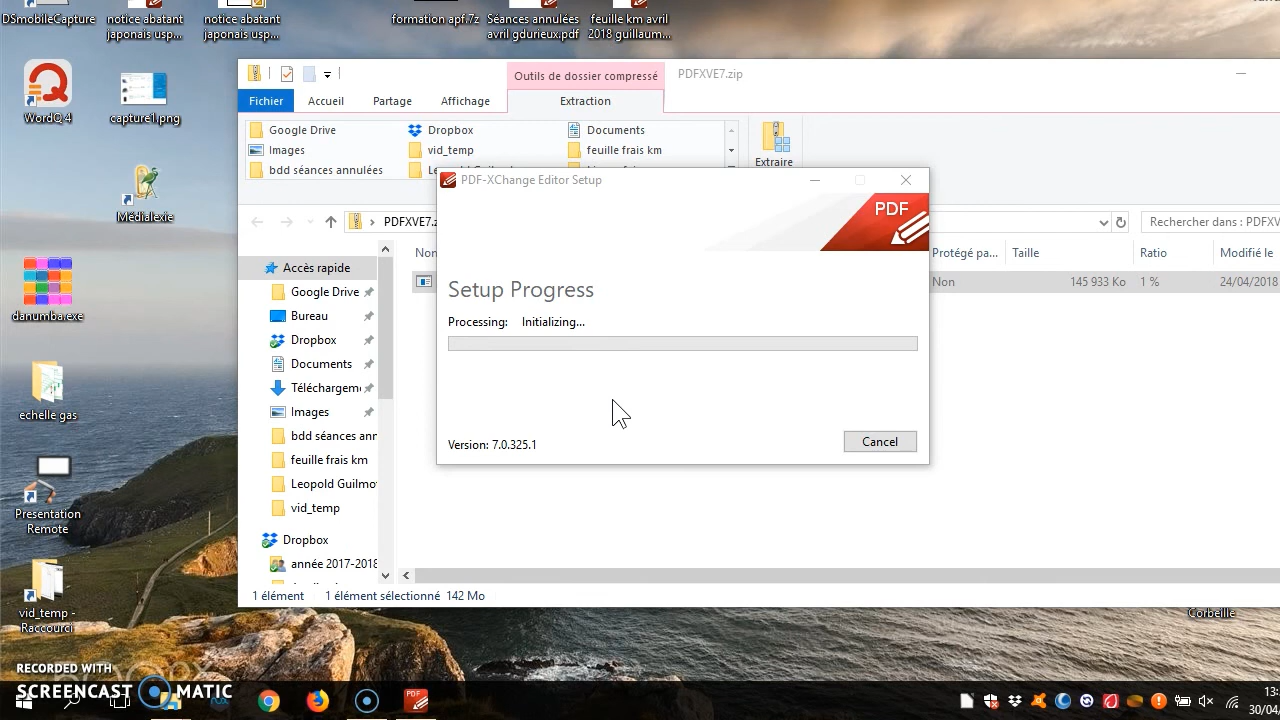 DSmobileCapture
notice abatant
japonais usp...
notice abatant
japonais usp...
formation apf.7z
Séances annulées
avril gdurieux.pdf
feuille km avril
2018 guillaum...
WordQ 4
capture1.png
Médialexie
danumba.exe
echelle gas
Presentation
Remote
vid_temp -
Raccourci
Outils de dossier compressé
PDFXVE7.zip
Fichier
Accueil
Partage
Affichage
Extraction
Google Drive
Dropbox
Documents
Images
vid_temp
feuille frais km
bdd séances annulées
Extraire
PDFXVE7.z
Rechercher dans : PDFXV
PDF-XChange Editor Setup
PDF
Setup Progress
Processing: Initializing...
Version: 7.0.325.1
Cancel
Non
Protégé pa...
Taille
Ratio
Modifié le
Non
145 933 Ko
1 %
24/04/2018
Accès rapide
Google Drive
Bureau
Dropbox
Documents
Téléchargem
Images
bdd séances ann
feuille frais km
Leopold Guilmo
vid_temp
Dropbox
année 2017-2018
1 élément
1 élément sélectionné 142 Mo
Corbeille
RECORDED WITH
SCREENCAST MATIC
PDF
13:
30/04